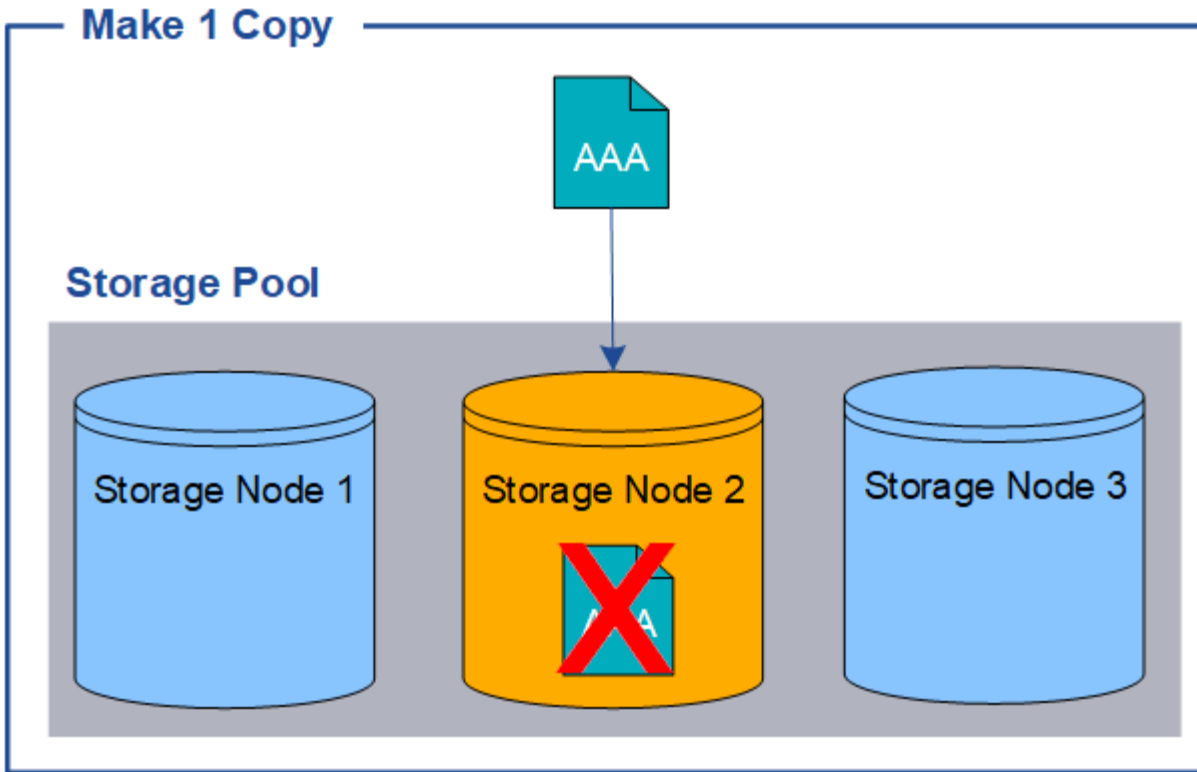 Make 1 Copy
AAA
Storage Pool
Storage Node 1
Storage Node 2
Storage Node 3